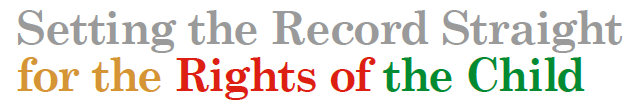 Setting the Record Straight
for the Rights of the Child